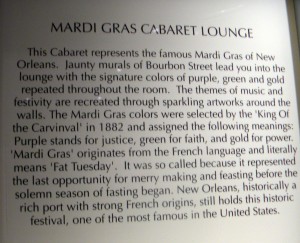 MARDI GRAS CABARET LOUNGE
This Cabaret represents the famous Mardi Gras of New
Orleans. Jaunty murals of Bourbon Street lead you into the
lounge with the signature colors of purple, green and gold
repeated throughout the room. The themes of music and
festivity are recreated through sparkling artworks around the
walls. The Mardi Gras colors were selected by the 'King Of
the Carvinval' in 1882 and assigned the following meanings:
Purple stands for justice, green for faith, and gold for power.
'Mardi Gras' originates from the French language and literally
means 'Fat Tuesday'. It was so called because it represented
the last opportunity for merry making and feasting before the
solemn season of fasting began. New Orleans, historically a
rich port with strong French origins, still holds this historic
festival, one of the most famous in the United States.